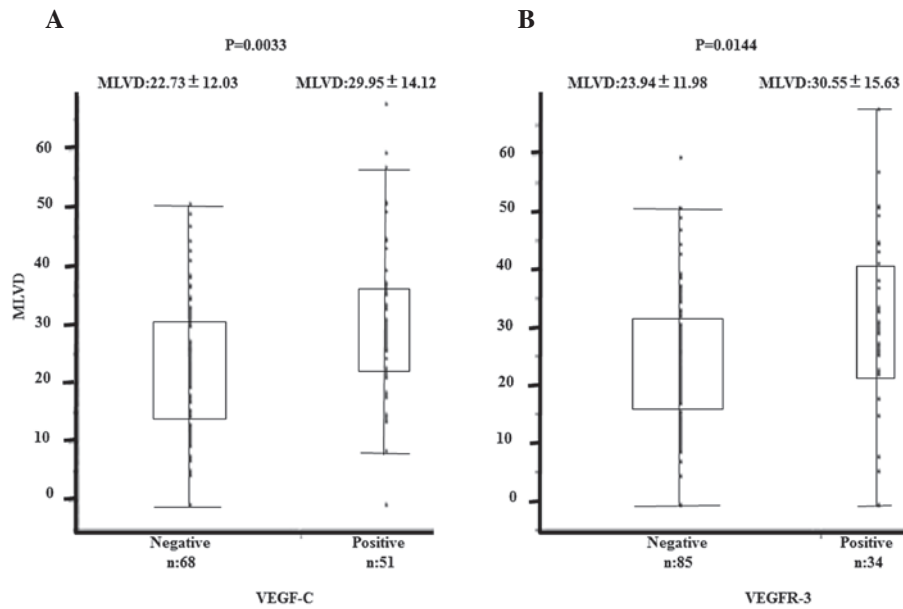 A
P=0.0033
MLVD:22.73±12.03 MLVD:29.95±14.12
60
50
40
30
20
10
0
MLVD
Negative Positive
n:68 n:51
VEGF-C
B
P=0.0144
MLVD:23.94±11.98 MLVD:30.55±15.63
60
50
40
30
20
10
0
Negative Positive
n:85 n:34
VEGFR-3